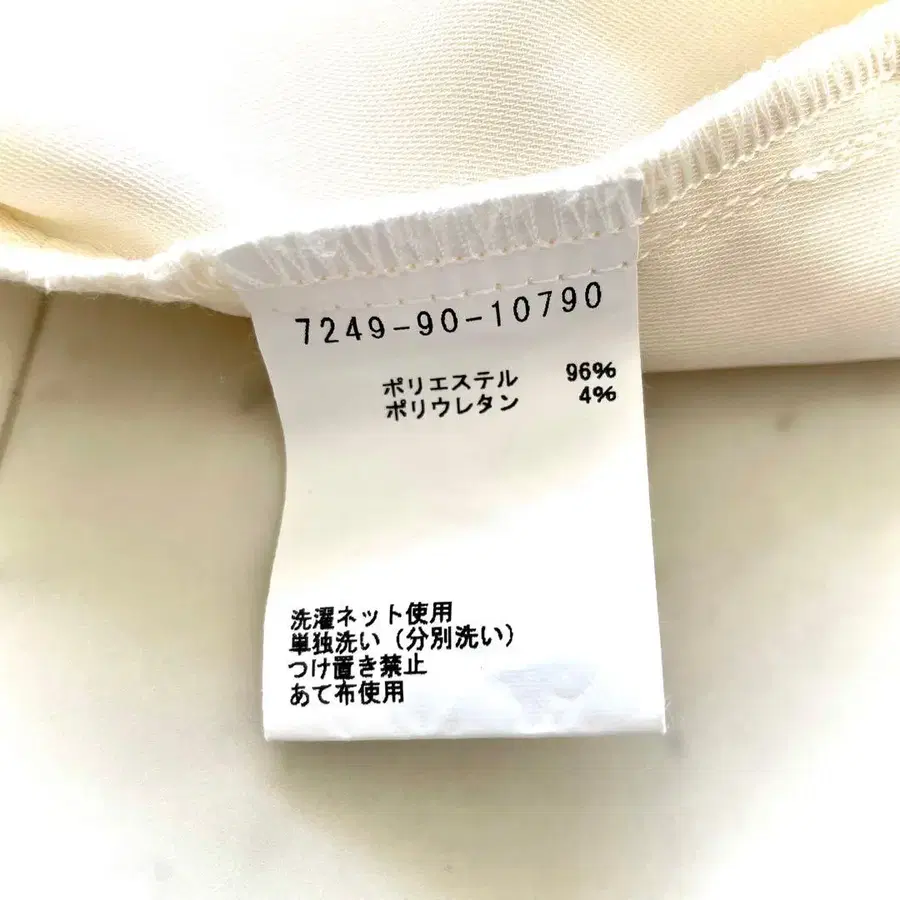 7249-90-10790
ポリエステル 96%
ポリウレタン 4%
洗濯ネット使用
単独洗い（分別洗い）
つけ置き禁止
あて布使用